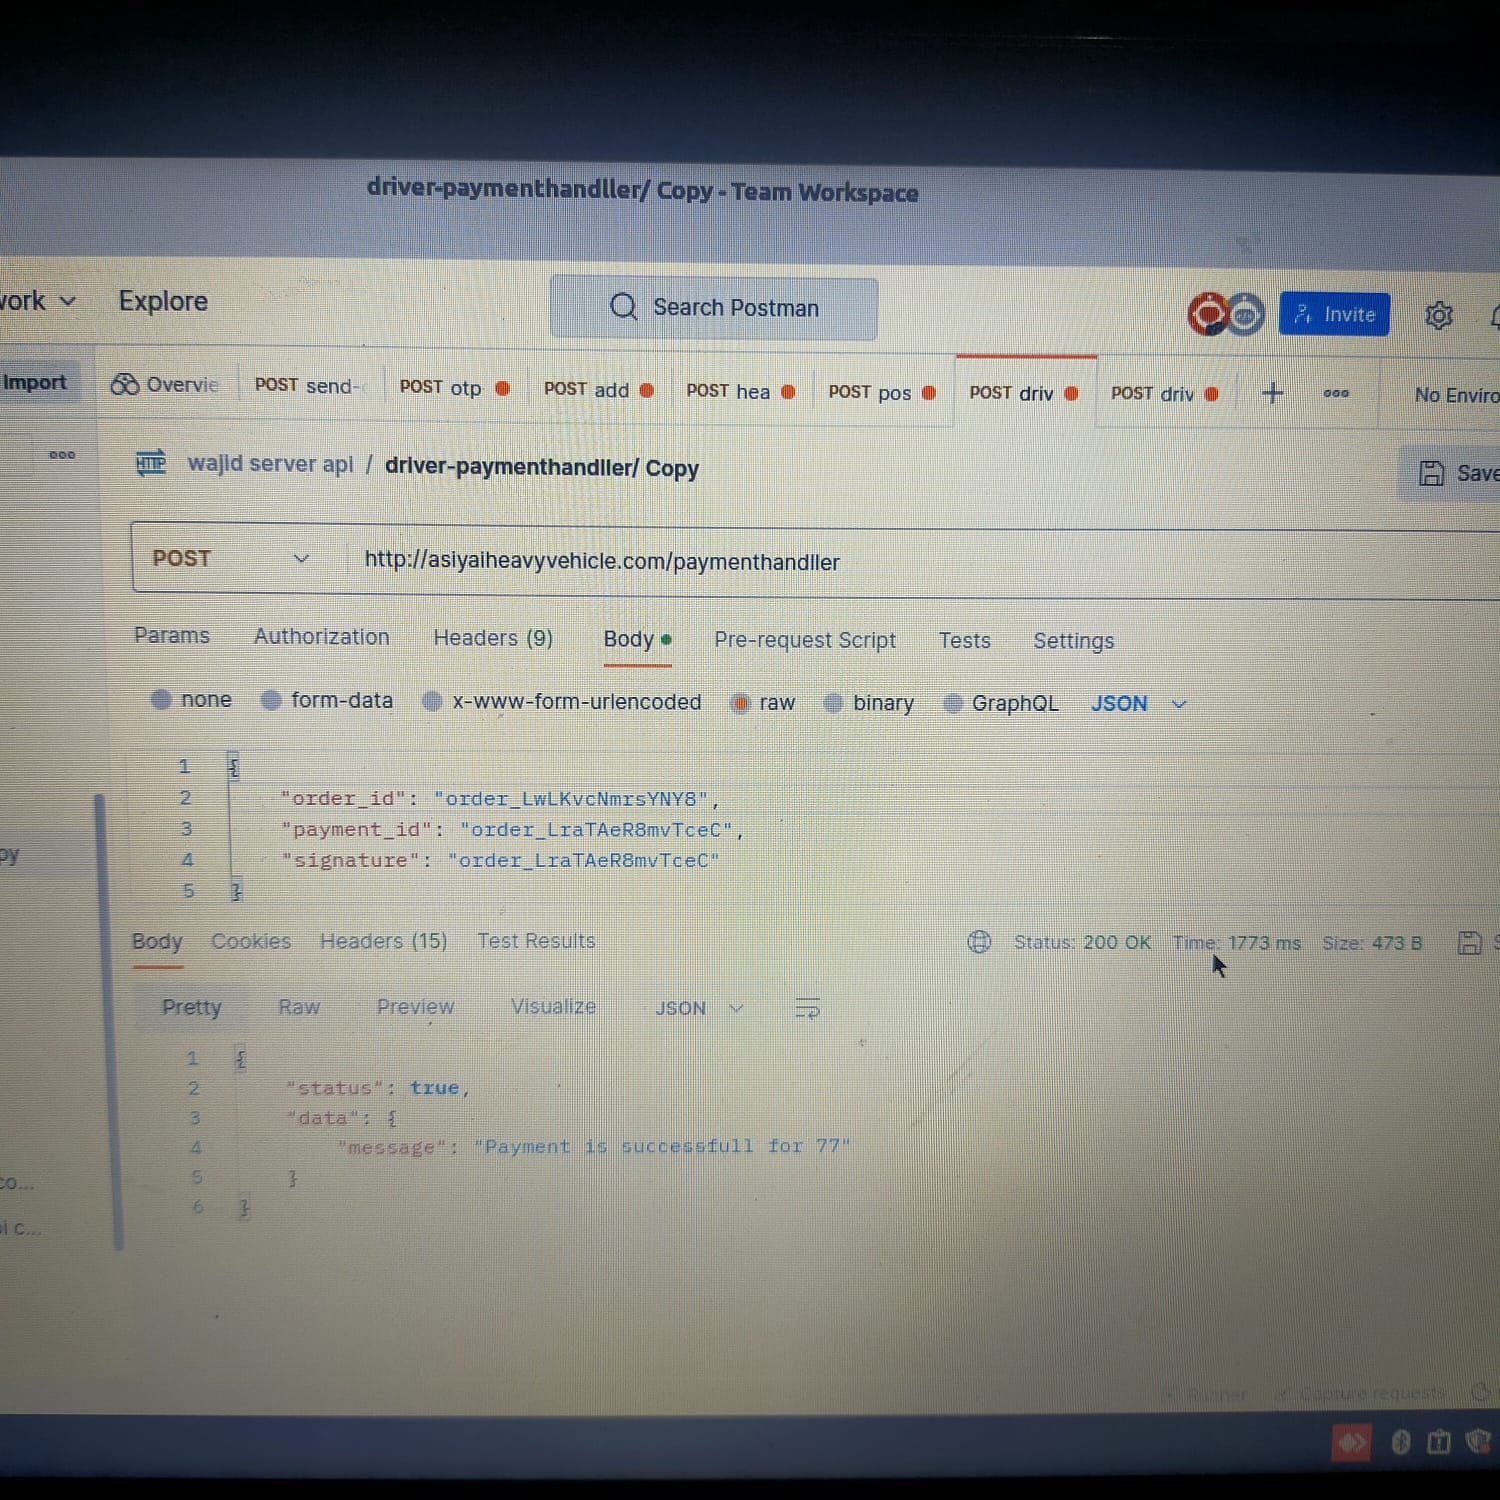 driver-paymenthandller/ Copy - Team Workspace
Explore
Search Postman
Invite
Import
POST send-
POST otp
POST add
POST hea
POST pos
POST driv
POST driv
No Enviro
HTTP
wajid server api / driver-paymenthandller/ Copy
Save
POST
http://asiyaiheavyvehicle.com/paymenthandller
Params Authorization Headers (9) Body Pre-request Script Tests Settings
none form-data x-www-form-urlencoded raw binary GraphQL JSON
1 {
2 "order_id": "order_LwLKvcNmrsYNY8",
3 "payment_id": "order_LraTAeR8mvTceC",
4 "signature": "order_LraTAeR8mvTceC"
5 }
Body Cookies Headers (15) Test Results
Status: 200 OK Time: 1773 ms Size: 473 B
Pretty Raw Preview Visualize JSON
1 {
2 "status": true,
3 "data": {
4 "message": "Payment is successfull for 77"
5 }
6 }
Runner Capture requests